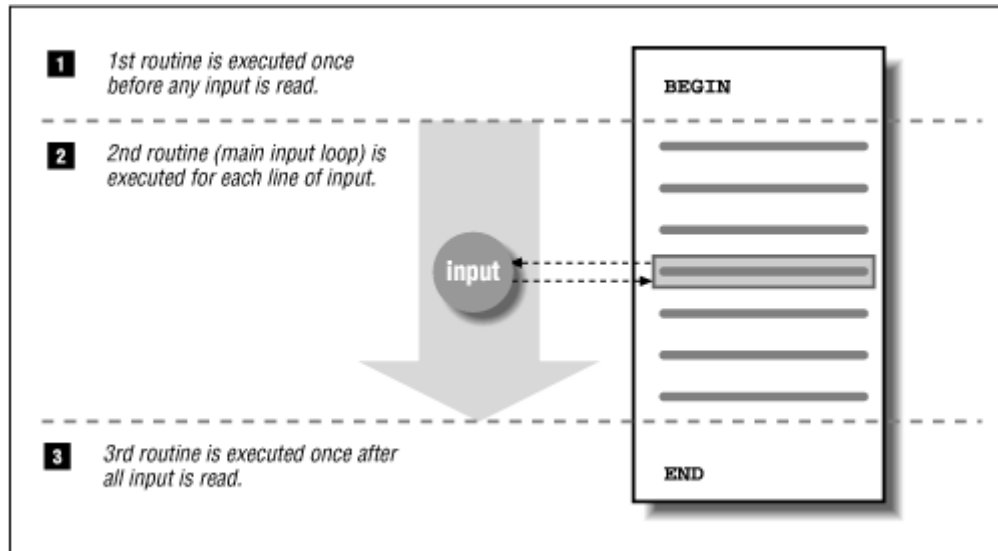 1 1st routine is executed once
before any input is read.
BEGIN
2 2nd routine (main input loop) is
executed for each line of input.
input
3 3rd routine is executed once after
all input is read.
END